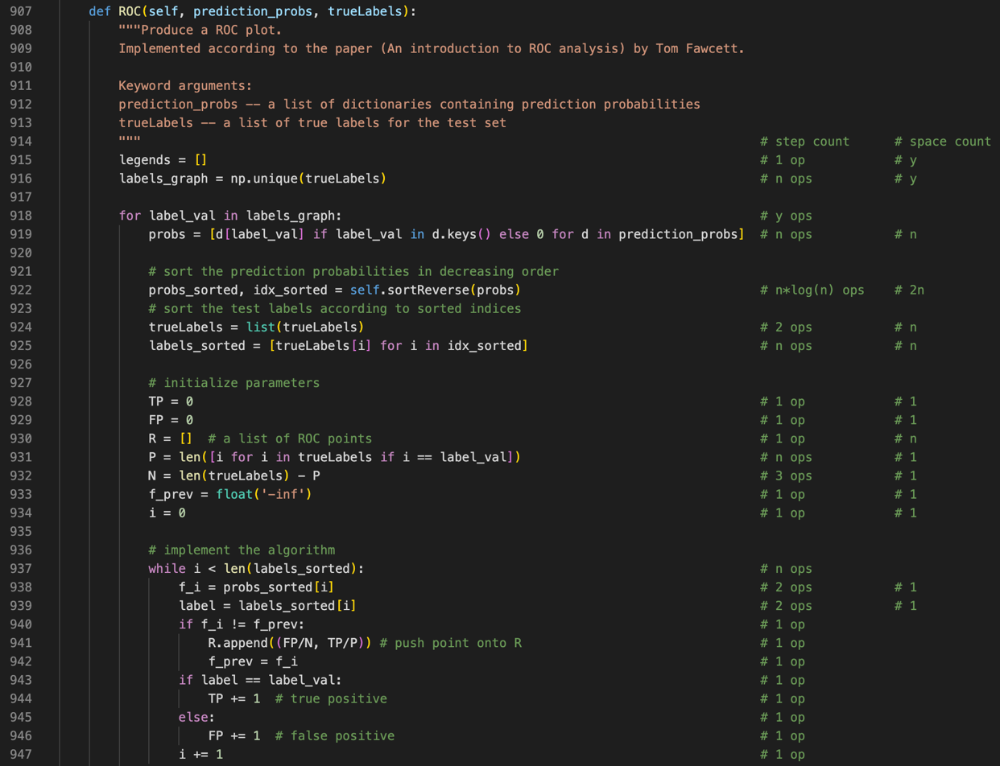 907 def ROC(self, prediction_probs, trueLabels):
908 """Produce a ROC plot.
909 Implemented according to the paper (An introduction to ROC analysis) by Tom Fawcett.
910
911 Keyword arguments:
912 prediction_probs -- a list of dictionaries containing prediction probabilities
913 trueLabels -- a list of true labels for the test set
914 """ # step count # space count
915 legends = [] # 1 op # y
916 labels_graph = np.unique(trueLabels) # n ops # y
917
918 for label_val in labels_graph: # y ops
919 probs = [d[label_val] if label_val in d.keys() else 0 for d in prediction_probs] # n ops # n
920
921 # sort the prediction probabilities in decreasing order
922 probs_sorted, idx_sorted = self.sortReverse(probs) # n*log(n) ops # 2n
923 # sort the test labels according to sorted indices
924 trueLabels = list(trueLabels) # 2 ops # n
925 labels_sorted = [trueLabels[i] for i in idx_sorted] # n ops # n
926
927 # initialize parameters
928 TP = 0 # 1 op # 1
929 FP = 0 # 1 op # 1
930 R = [] # a list of ROC points # 1 op # n
931 P = len([i for i in trueLabels if i == label_val]) # n ops # 1
932 N = len(trueLabels) - P # 3 ops # 1
933 f_prev = float('-inf') # 1 op # 1
934 i = 0 # 1 op # 1
935
936 # implement the algorithm
937 while i < len(labels_sorted): # n ops
938 f_i = probs_sorted[i] # 2 ops # 1
939 label = labels_sorted[i] # 2 ops # 1
940 if f_i != f_prev: # 1 op
941 R.append((FP/N, TP/P)) # push point onto R # 1 op
942 f_prev = f_i # 1 op
943 if label == label_val: # 1 op
944 TP += 1 # true positive # 1 op
945 else: # 1 op
946 FP += 1 # false positive # 1 op
947 i += 1 # 1 op